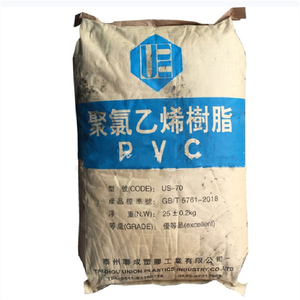 聚氯乙烯樹脂
PVC
型 號(CODE): US-70
成品標準號: GB/T 5761-2018
淨 重(N.W): 25±0.2kg
等級(GRADE): 優等品(excellent)
泰州聯成塑膠工業有限公司
TAIZHOU UNION PLASTICS INDUSTRY CO.,LTD